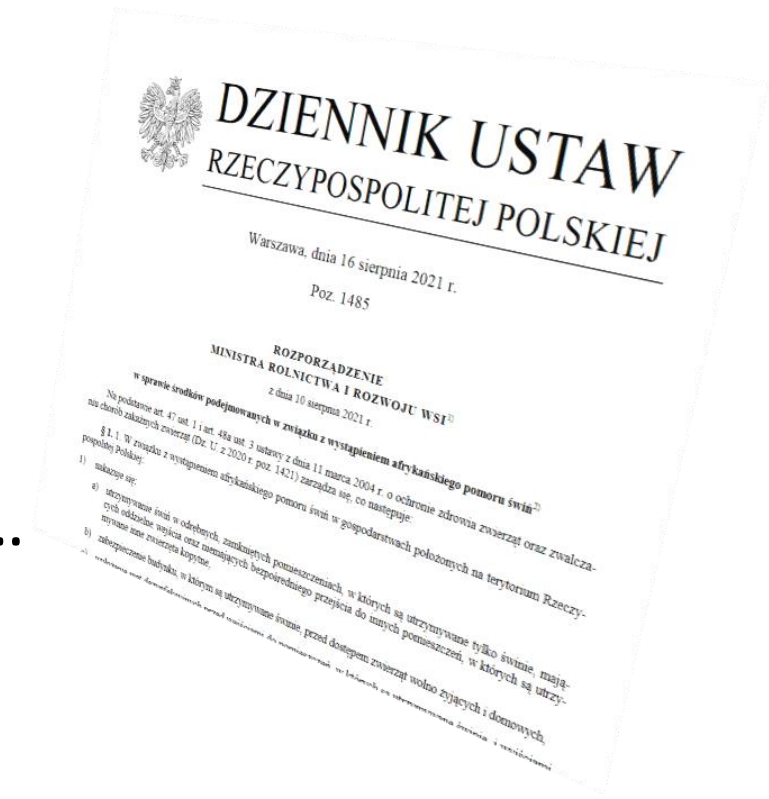 DZIENNIK USTAW
RZECZYPOSPOLITEJ POLSKIEJ
Warszawa, dnia 16 sierpnia 2021 r.
Poz. 1485
ROZPORZĄDZENIE
MINISTRA ROLNICTWA I ROZWOJU WSI1)
z dnia 10 sierpnia 2021 r.
w sprawie środków podejmowanych w związku z wystąpieniem afrykańskiego pomoru świń2)
Na podstawie art. 47 ust. 1 i art. 48a ust. 3 ustawy z dnia 11 marca 2004 r. o ochronie zdrowia zwierząt oraz zwalcza-
niu chorób zakaźnych zwierząt (Dz. U. z 2020 r. poz. 1421) zarządza się, co następuje:
§ 1. 1. W związku z wystąpieniem afrykańskiego pomoru świń w gospodarstwach położonych na terytorium Rzeczy-
pospolitej Polskiej:
1) nakazuje się:
a) utrzymywanie świń w odrębnych, zamkniętych pomieszczeniach, w których są utrzymywane tylko świnie, mają-
cych oddzielne wejścia oraz niemających bezpośredniego przejścia do innych pomieszczeń, w których są utrzy-
mywane inne zwierzęta kopytne,
b) zabezpieczenie budynku, w którym są utrzymywane świnie, przed dostępem zwierząt wolno żyjących i domowych,
..